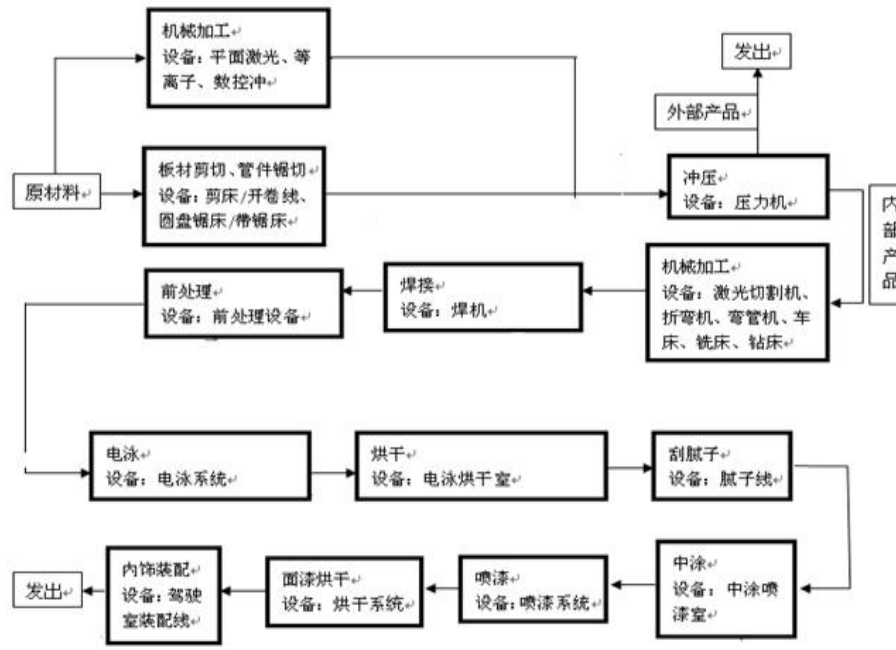 机械加工
设备：平面激光、等
离子、数控冲
发出
外部产品
原材料
板材剪切、管件锯切
设备：剪床/开卷线、
圆盘锯床/带锯床
冲压
设备：压力机
内
部
产
品
前处理
设备：前处理设备
焊接
设备：焊机
机械加工
设备：激光切割机、
折弯机、弯管机、车
床、铣床、钻床
电泳
设备：电泳系统
烘干
设备：电泳烘干室
刮腻子
设备：腻子线
发出
内饰装配
设备：驾驶
室装配线
面漆烘干
设备：烘干系统
喷漆
设备：喷漆系统
中涂
设备：中涂喷
漆室